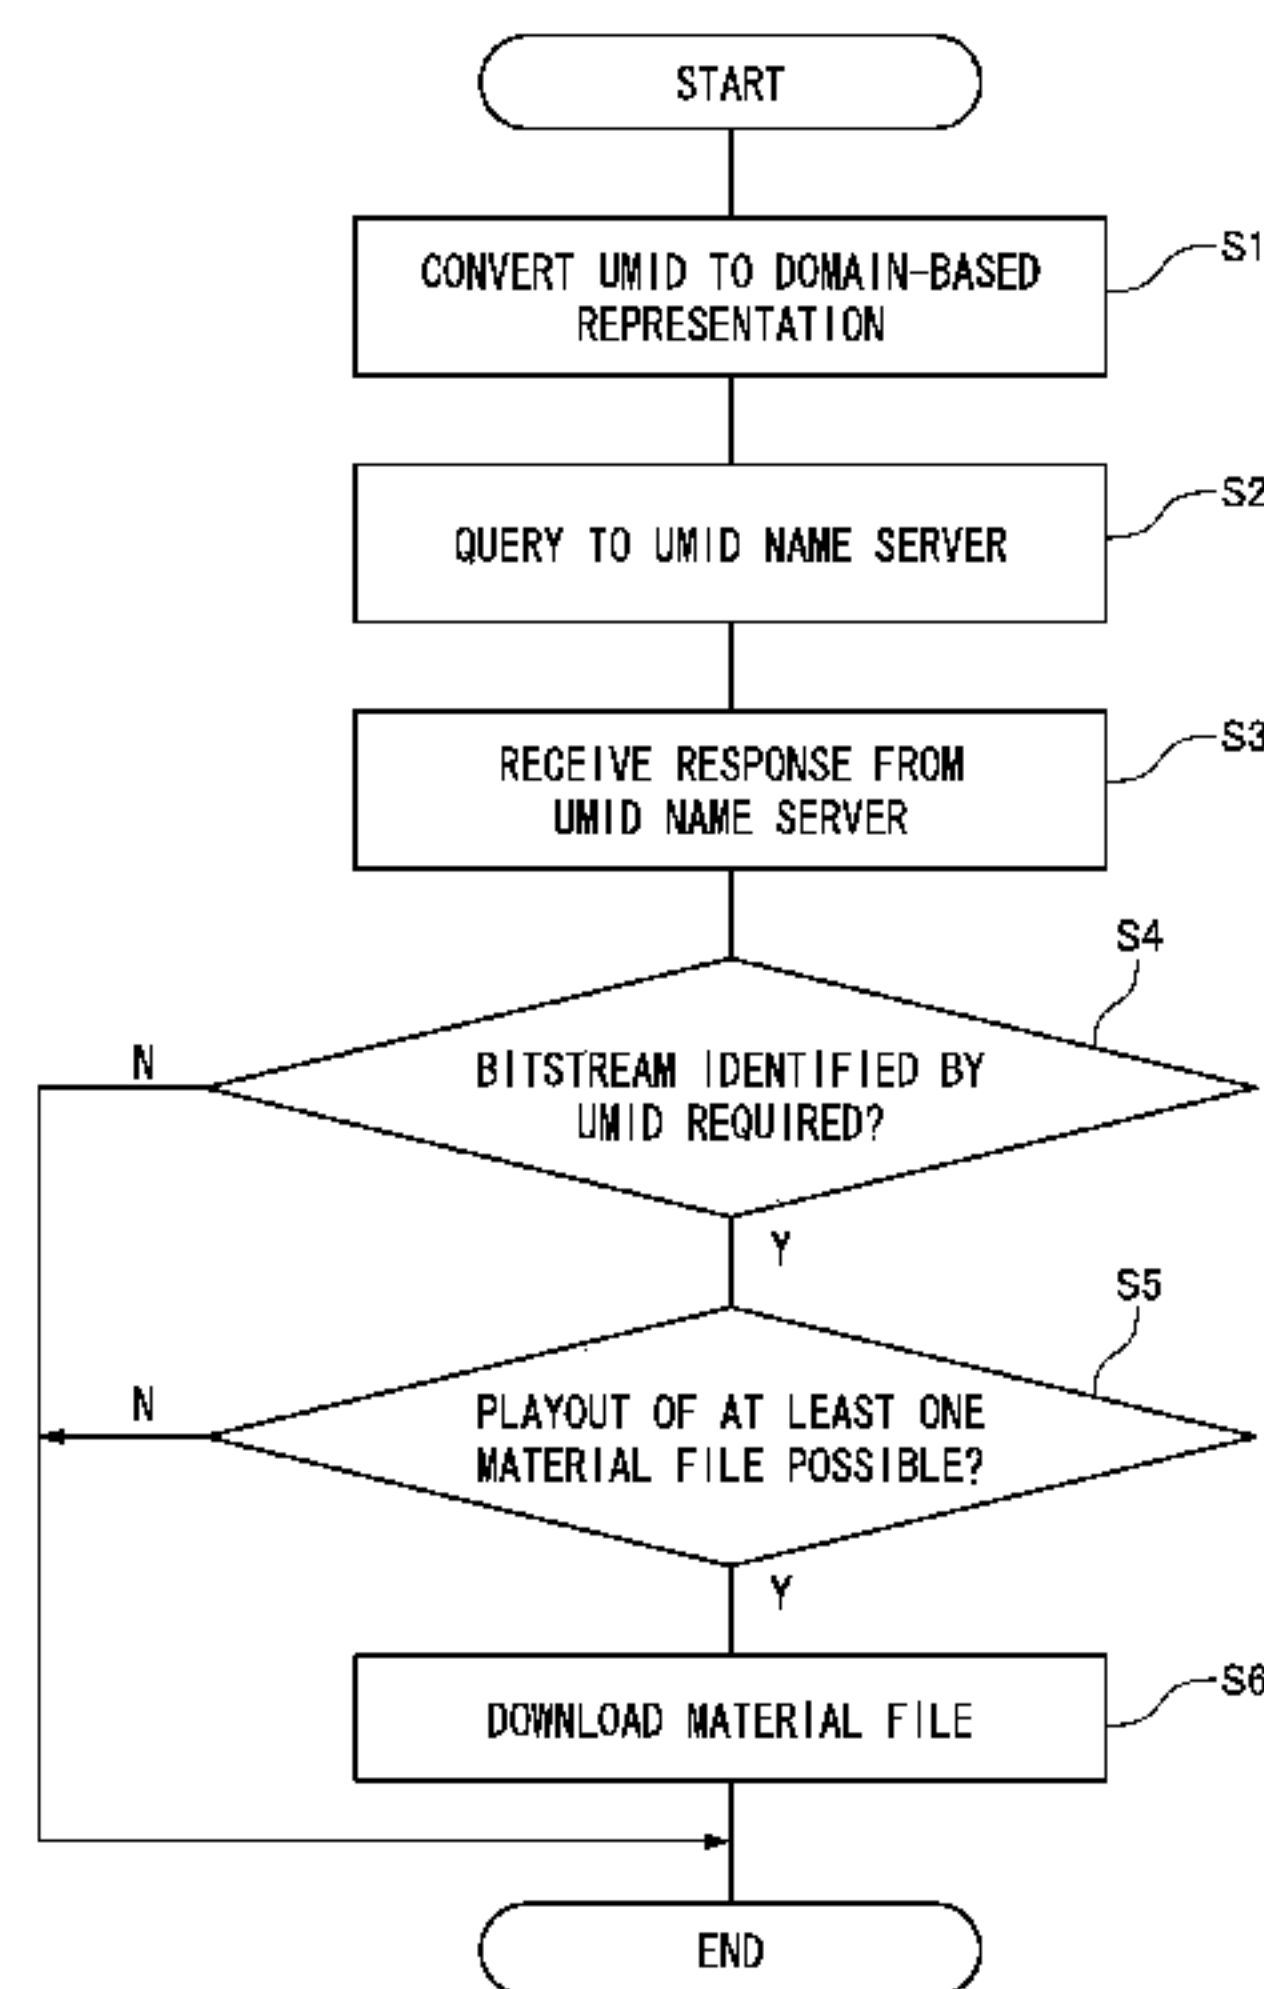 START
CONVERT UMID TO DOMAIN-BASED
REPRESENTATION
S1
QUERY TO UMID NAME SERVER
S2
RECEIVE RESPONSE FROM
UMID NAME SERVER
S3
S4
N
BITSTREAM IDENTIFIED BY
UMID REQUIRED?
Y
S5
N
PLAYOUT OF AT LEAST ONE
MATERIAL FILE POSSIBLE?
Y
DOWNLOAD MATERIAL FILE
S6
END